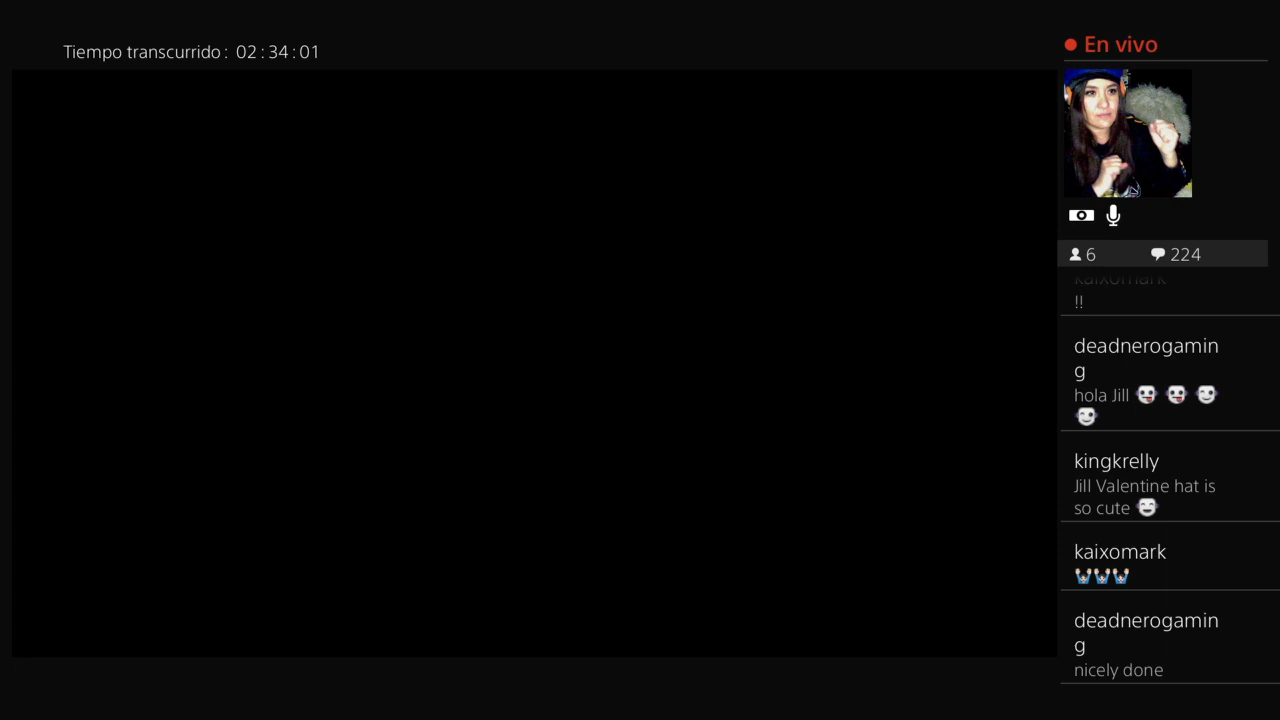 Tiempo transcurrido : 02 : 34 : 01
En vivo
6
224
kaixomark
!!
deadnerogamin
g
hola Jill
kingkrelly
Jill Valentine hat is
so cute
kaixomark
deadnerogamin
g
nicely done